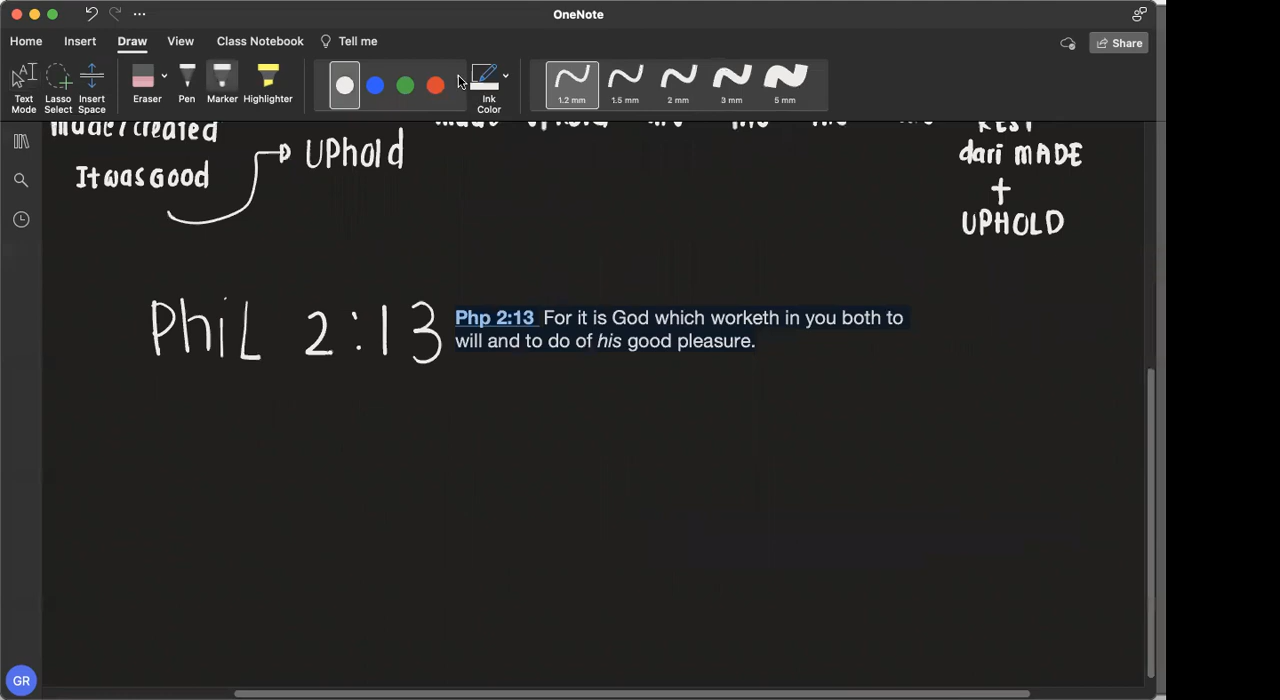 OneNote
Home Insert Draw View Class Notebook Tell me
Share
Text Mode
Lasso Select
Insert Space
Eraser
Pen
Marker
Highlighter
Ink Color
1.2 mm 1.5 mm 2 mm 3 mm 5 mm
made/created
It was Good
UPhold
REST
dari MADE
+
UPHOLD
PhiL 2:13
Php 2:13 For it is God which worketh in you both to
will and to do of his good pleasure.
GR